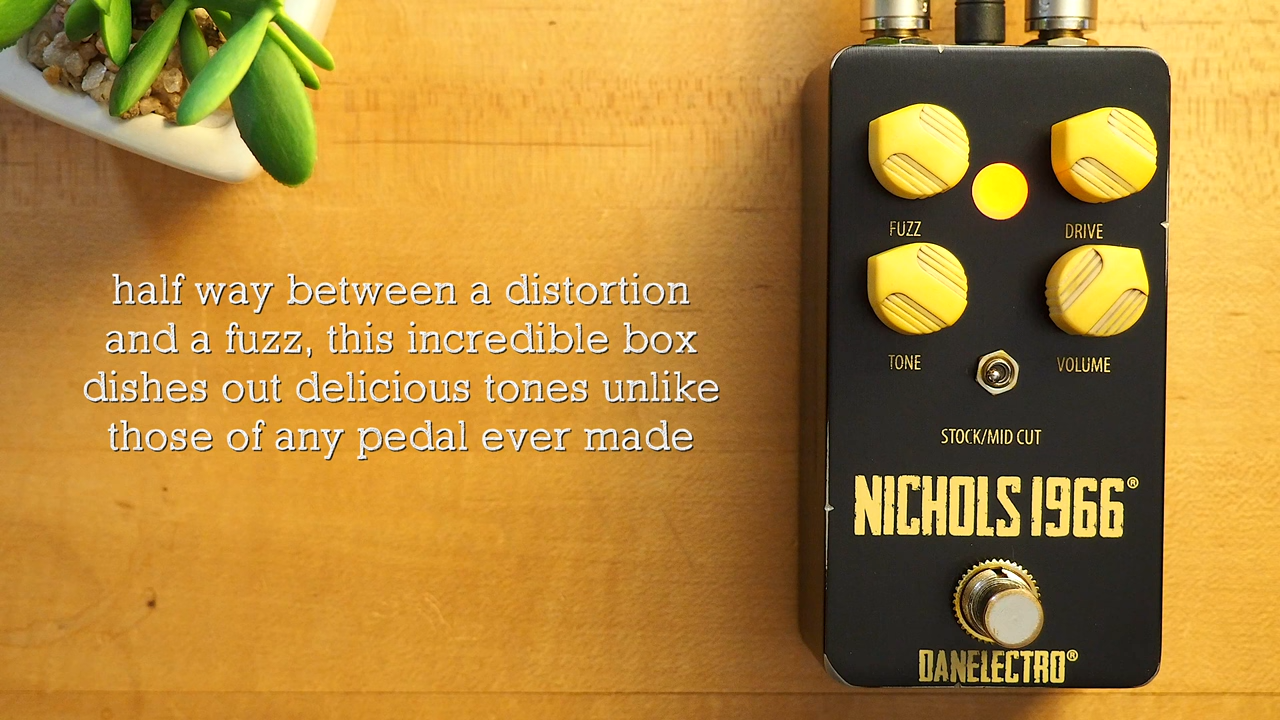 half way between a distortion
and a fuzz, this incredible box
dishes out delicious tones unlike
those of any pedal ever made
FUZZ
DRIVE
TONE
VOLUME
STOCK/MID CUT
NICHOLS 1966®
DANELECTRO®